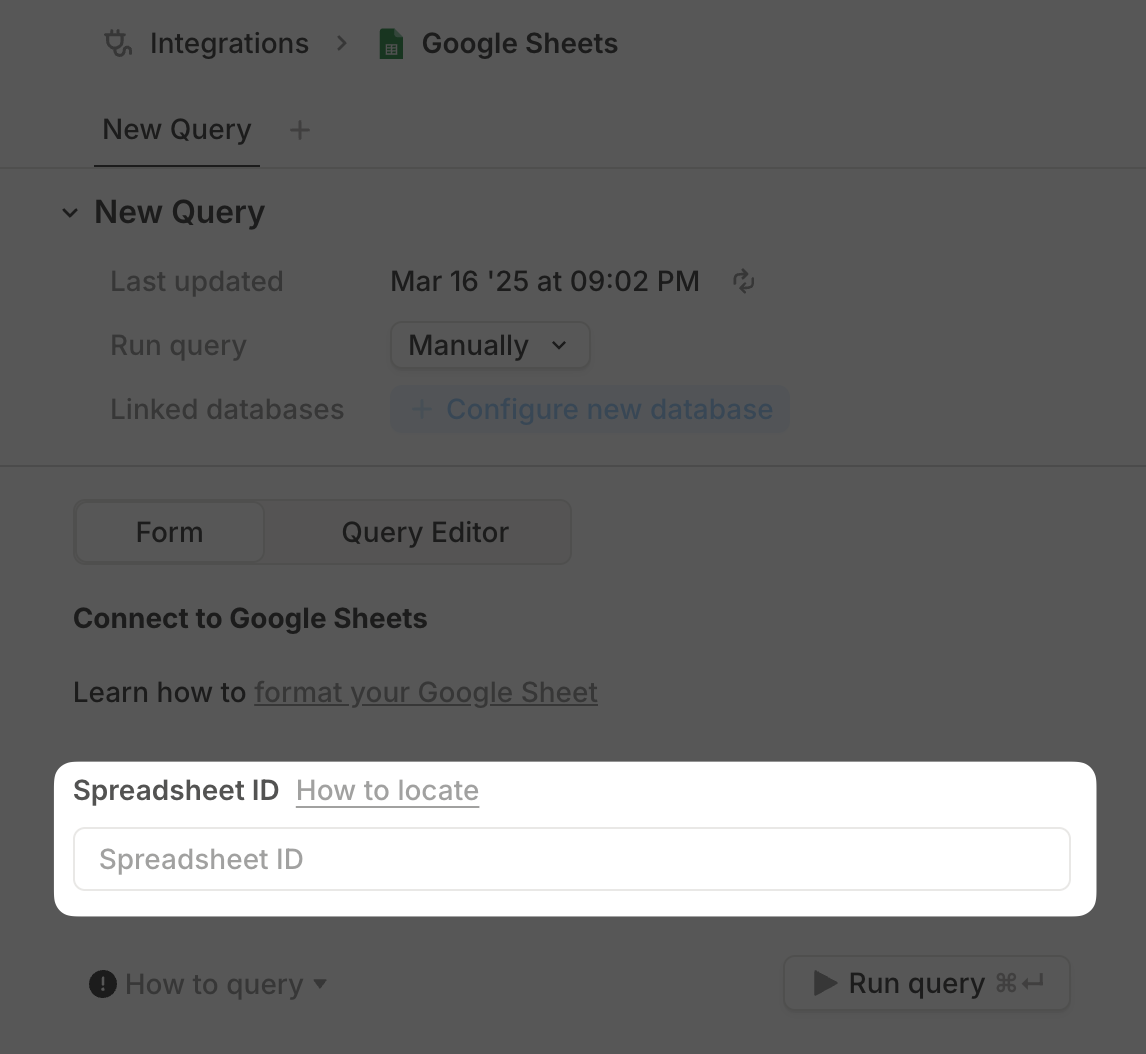 Integrations > Google Sheets
New Query +
New Query
Last updated Mar 16 '25 at 09:02 PM
Run query Manually
Linked databases + Configure new database
Form Query Editor
Connect to Google Sheets
Learn how to format your Google Sheet
Spreadsheet ID How to locate
Spreadsheet ID
How to query Run query ⌘↵